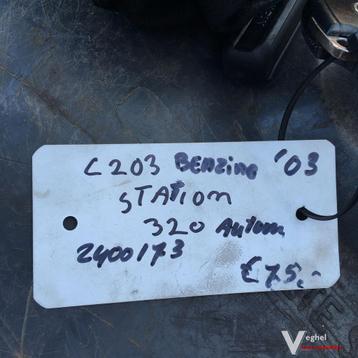 C203 Benzine '03
STATION
320 Autom
2400173
€75,-
Veghel